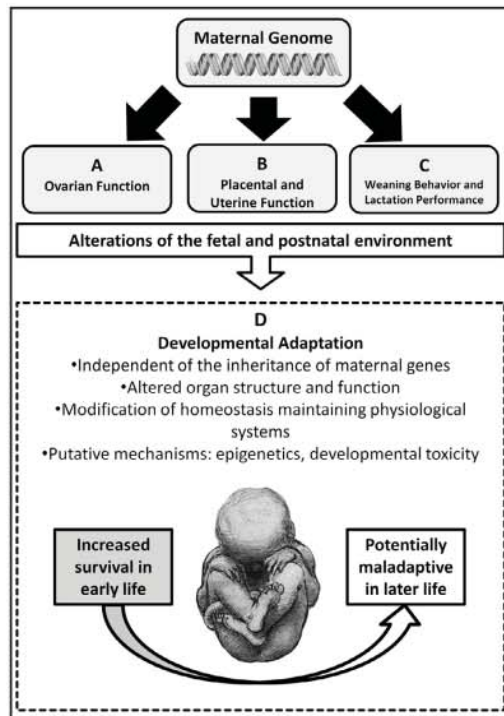 Maternal Genome
A
Ovarian Function
B
Placental and
Uterine Function
C
Weaning Behavior and
Lactation Performance
Alterations of the fetal and postnatal environment
D
Developmental Adaptation
•Independent of the inheritance of maternal genes
•Altered organ structure and function
•Modification of homeostasis maintaining physiological
systems
•Putative mechanisms: epigenetics, developmental toxicity
Increased
survival in
early life
Potentially
maladaptive
in later life